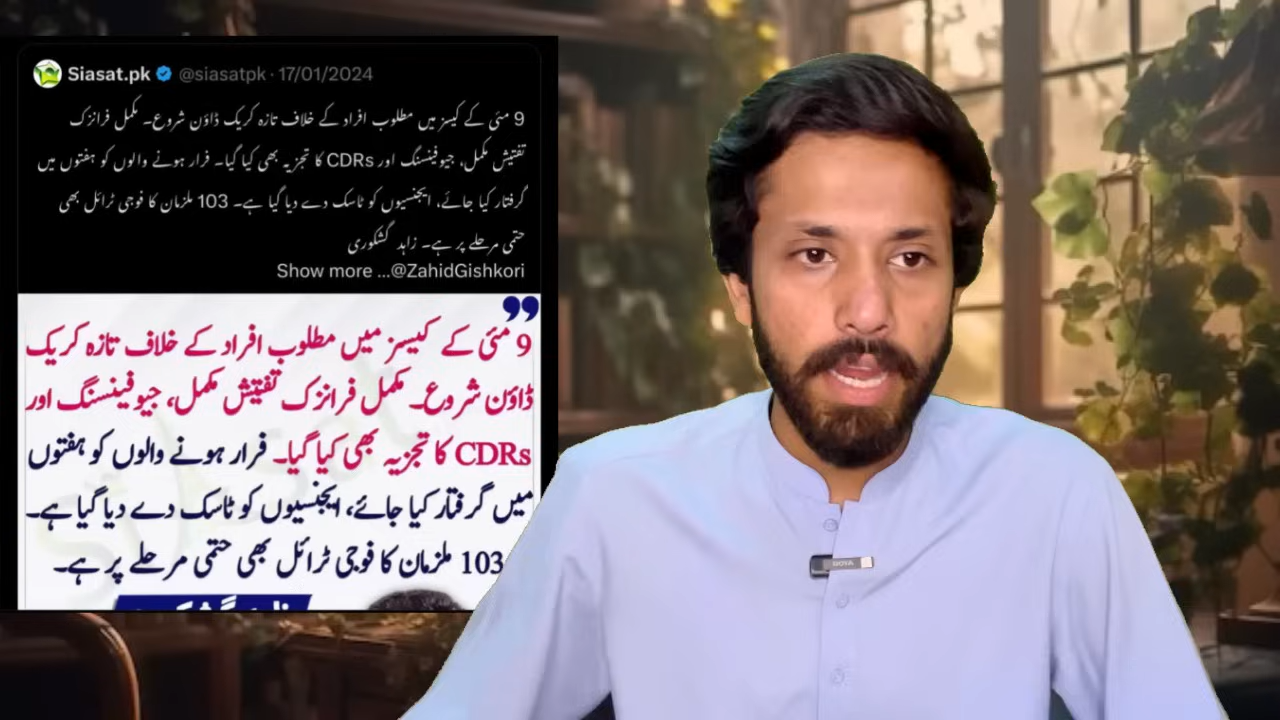 Siasat.pk @siasatpk · 17/01/2024
9 مئی کے کیسز میں مطلوب افراد کے خلاف تازہ کریک ڈاؤن شروع۔ مکمل فرانزک
تفتیش مکمل، جیوفینسنگ اور CDRs کا تجزیہ بھی کیا گیا۔ فرار ہونے والوں کو ہفتوں میں
گرفتار کیا جائے، ایجنسیوں کو ٹاسک دے دیا گیا ہے۔ 103 ملزمان کا فوجی ٹرائل بھی
حتمی مرحلے پر ہے۔ زاہد گشکوری
Show more ...@ZahidGishkori
”
9 مئی کے کیسز میں مطلوب افراد کے خلاف تازہ کریک
ڈاؤن شروع۔ مکمل فرانزک تفتیش مکمل، جیوفینسنگ اور
CDRs کا تجزیہ بھی کیا گیا۔ فرار ہونے والوں کو ہفتوں
میں گرفتار کیا جائے، ایجنسیوں کو ٹاسک دے دیا گیا ہے۔
103 ملزمان کا فوجی ٹرائل بھی حتمی مرحلے پر ہے۔
BOYA